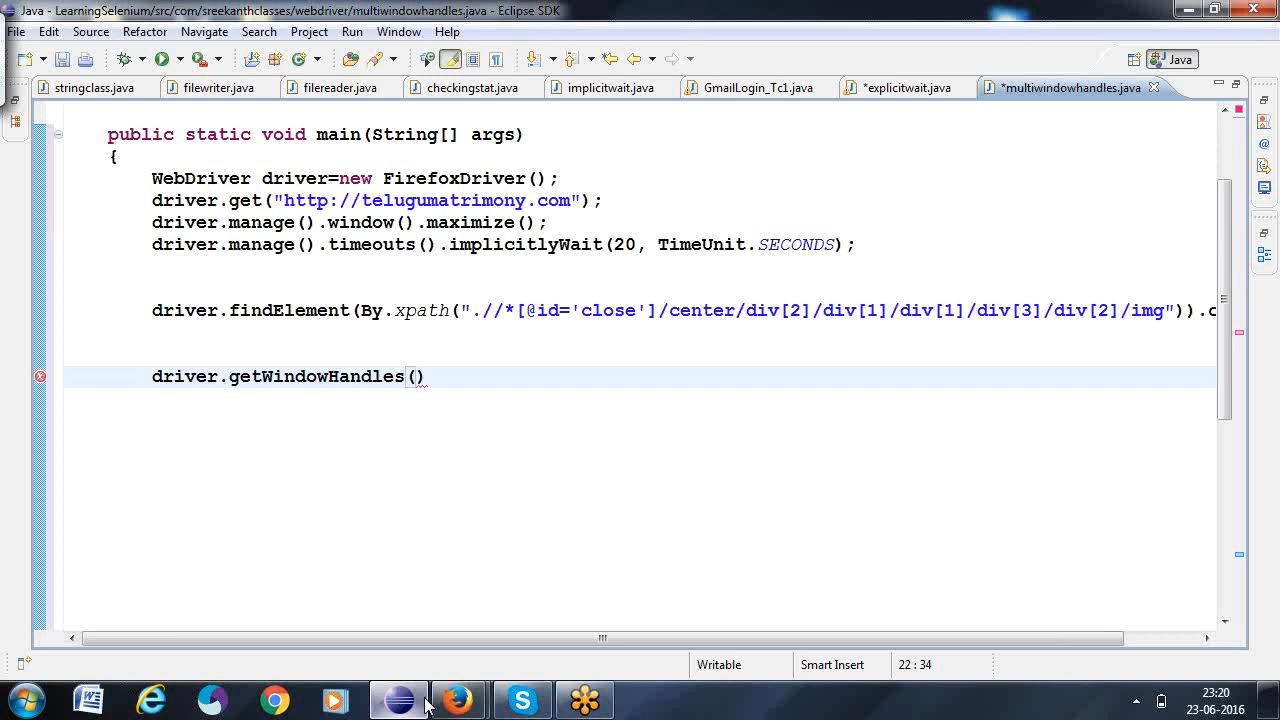 Java - LearningSelenium/src/com/sreekanthclasses/webdriver/multiwindowhandles.java - Eclipse SDK
File Edit Source Refactor Navigate Search Project Run Window Help
Java
stringclass.java filewriter.java filereader.java checkingstat.java implicitwait.java GmailLogin_Tc1.java *explicitwait.java *multiwindowhandles.java
public static void main(String[] args)
{
WebDriver driver=new FirefoxDriver();
driver.get("http://telugumatrimony.com");
driver.manage().window().maximize();
driver.manage().timeouts().implicitlyWait(20, TimeUnit.SECONDS);
driver.findElement(By.xpath(".//*[@id='close']/center/div[2]/div[1]/div[1]/div[3]/div[2]/img")).c
driver.getWindowHandles()
Writable Smart Insert 22 : 34
23:20
23-06-2016